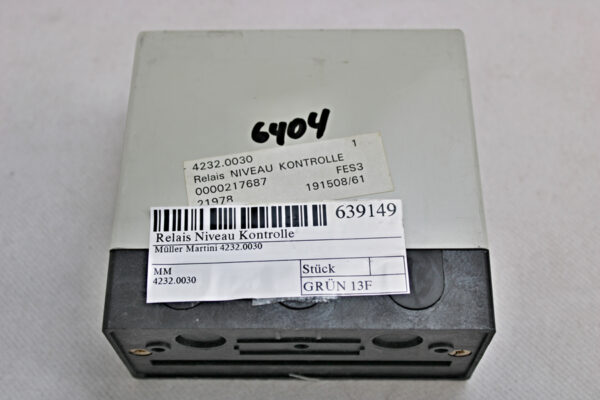 6404
4232.0030 1
Relais NIVEAU KONTROLLE
0000217687 FES3
21978 191508/61
639149
Relais Niveau Kontrolle
Müller Martini 4232.0030
MM
4232.0030
Stück
GRÜN 13F